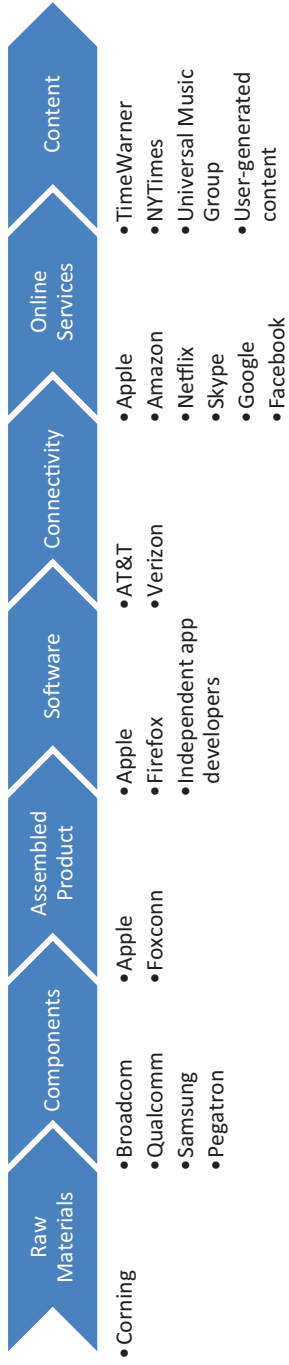 Raw
Materials
Components
Assembled
Product
Software
Connectivity
Online
Services
Content
• Corning
• Broadcom
• Qualcomm
• Samsung
• Pegatron
• Apple
• Foxconn
• Apple
• Firefox
• Independent app
developers
• AT&T
• Verizon
• Apple
• Amazon
• Netflix
• Skype
• Google
• Facebook
• TimeWarner
• NYTimes
• Universal Music
Group
• User-generated
content